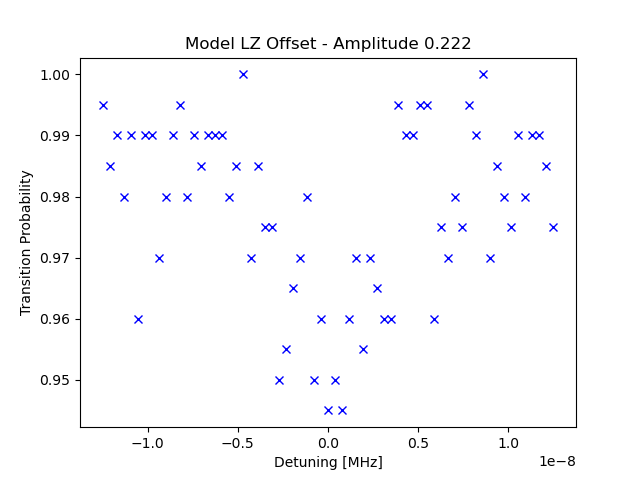 Model LZ Offset - Amplitude 0.222
1.00
0.99
0.98
0.97
0.96
0.95
Transition Probability
−1.0
−0.5
0.0
0.5
1.0
1e−8
Detuning [MHz]